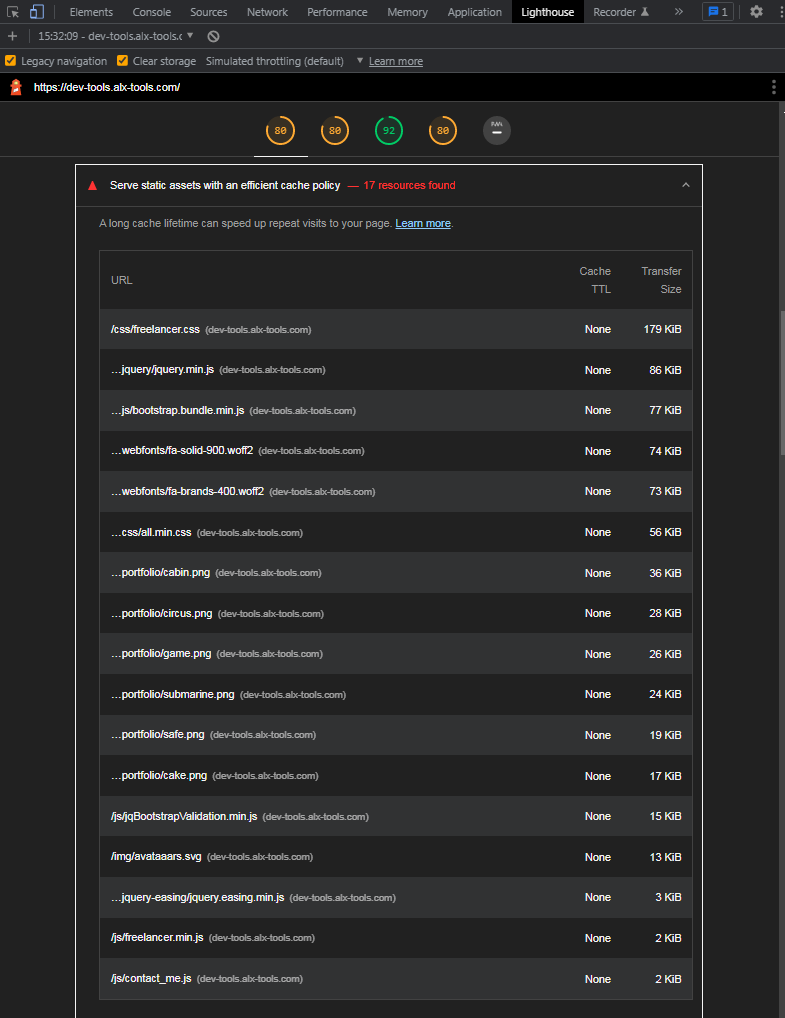 Elements Console Sources Network Performance Memory Application Lighthouse Recorder » 1
+ 15:32:09 - dev-tools.alx-tools.c ▼
Legacy navigation Clear storage Simulated throttling (default) ▼ Learn more
https://dev-tools.alx-tools.com/
80 80 92 80 PWA
Serve static assets with an efficient cache policy — 17 resources found
A long cache lifetime can speed up repeat visits to your page. Learn more.
URL Cache TTL Transfer Size
/css/freelancer.css (dev-tools.alx-tools.com) None 179 KiB
…jquery/jquery.min.js (dev-tools.alx-tools.com) None 86 KiB
…js/bootstrap.bundle.min.js (dev-tools.alx-tools.com) None 77 KiB
…webfonts/fa-solid-900.woff2 (dev-tools.alx-tools.com) None 74 KiB
…webfonts/fa-brands-400.woff2 (dev-tools.alx-tools.com) None 73 KiB
…css/all.min.css (dev-tools.alx-tools.com) None 56 KiB
…portfolio/cabin.png (dev-tools.alx-tools.com) None 36 KiB
…portfolio/circus.png (dev-tools.alx-tools.com) None 28 KiB
…portfolio/game.png (dev-tools.alx-tools.com) None 26 KiB
…portfolio/submarine.png (dev-tools.alx-tools.com) None 24 KiB
…portfolio/safe.png (dev-tools.alx-tools.com) None 19 KiB
…portfolio/cake.png (dev-tools.alx-tools.com) None 17 KiB
/js/jqBootstrapValidation.min.js (dev-tools.alx-tools.com) None 15 KiB
/img/avataaars.svg (dev-tools.alx-tools.com) None 13 KiB
…jquery-easing/jquery.easing.min.js (dev-tools.alx-tools.com) None 3 KiB
/js/freelancer.min.js (dev-tools.alx-tools.com) None 2 KiB
/js/contact_me.js (dev-tools.alx-tools.com) None 2 KiB